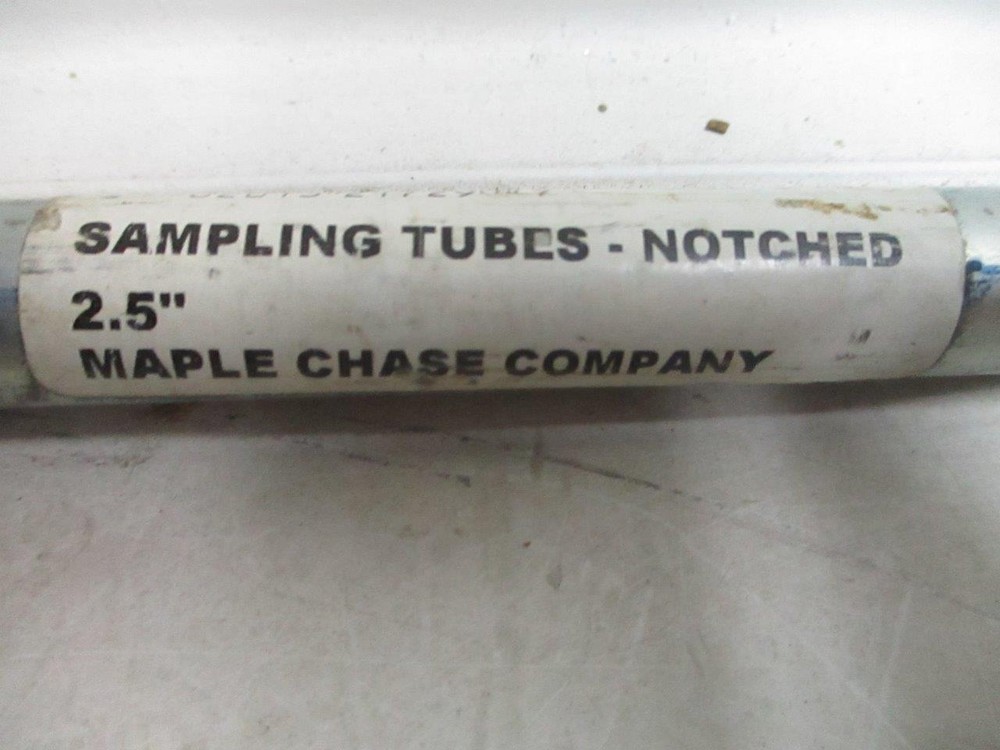 SAMPLING TUBES - NOTCHED
2.5"
MAPLE CHASE COMPANY